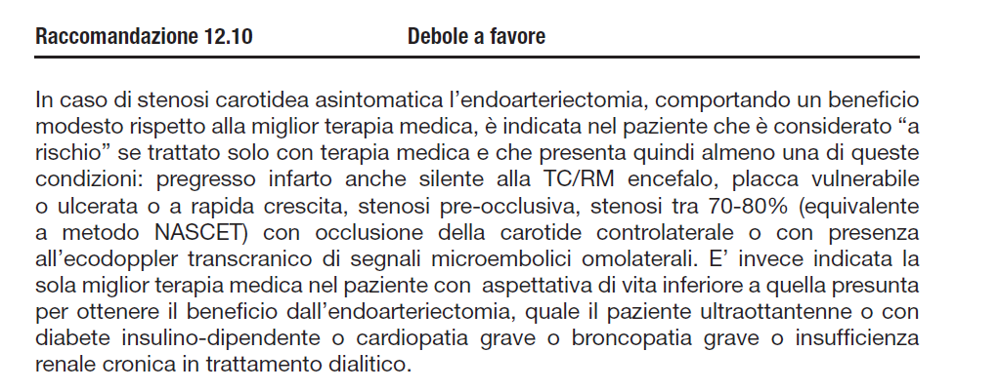 Raccomandazione 12.10 Debole a favore
In caso di stenosi carotidea asintomatica l’endoarteriectomia, comportando un beneficio
modesto rispetto alla miglior terapia medica, è indicata nel paziente che è considerato “a
rischio” se trattato solo con terapia medica e che presenta quindi almeno una di queste
condizioni: pregresso infarto anche silente alla TC/RM encefalo, placca vulnerabile
o ulcerata o a rapida crescita, stenosi pre-occlusiva, stenosi tra 70-80% (equivalente
a metodo NASCET) con occlusione della carotide controlaterale o con presenza
all’ecodoppler transcranico di segnali microembolici omolaterali. E’ invece indicata la
sola miglior terapia medica nel paziente con aspettativa di vita inferiore a quella presunta
per ottenere il beneficio dall’endoarteriectomia, quale il paziente ultraottantenne o con
diabete insulino-dipendente o cardiopatia grave o broncopatia grave o insufficienza
renale cronica in trattamento dialitico.